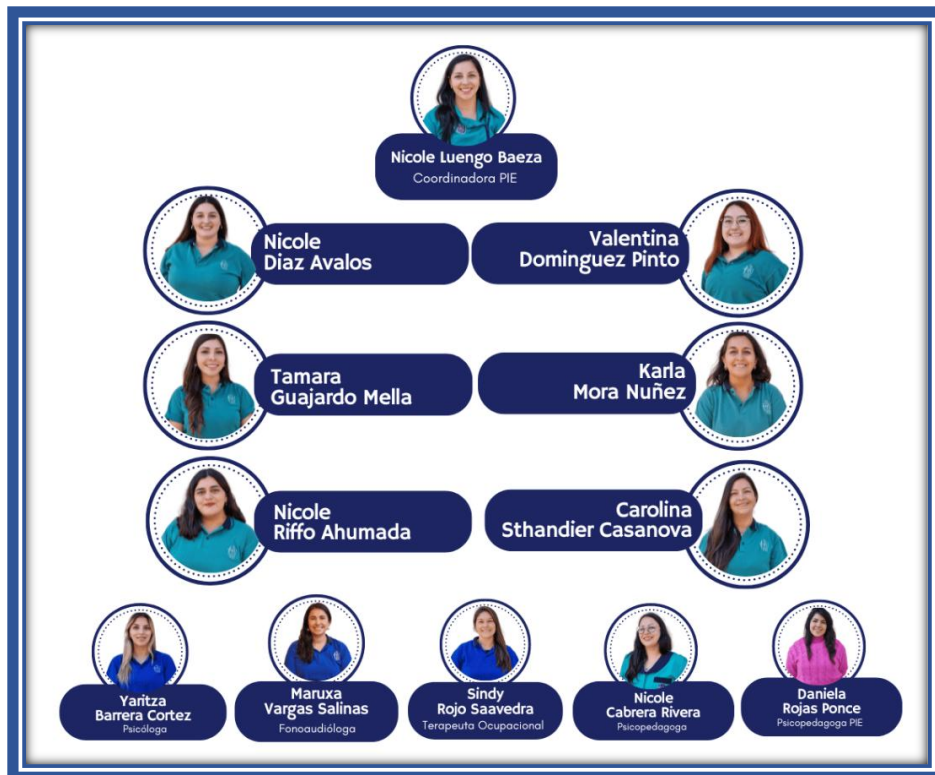 Nicole Luengo Baeza
Coordinadora PIE
Nicole
Diaz Avalos
Valentina
Dominguez Pinto
Tamara
Guajardo Mella
Karla
Mora Nuñez
Nicole
Riffo Ahumada
Carolina
Sthandier Casanova
Yaritza
Barrera Cortez
Psicóloga
Maruxa
Vargas Salinas
Fonoaudióloga
Sindy
Rojo Saavedra
Terapeuta Ocupacional
Nicole
Cabrera Rivera
Psicopedagoga
Daniela
Rojas Ponce
Psicopedagoga PIE